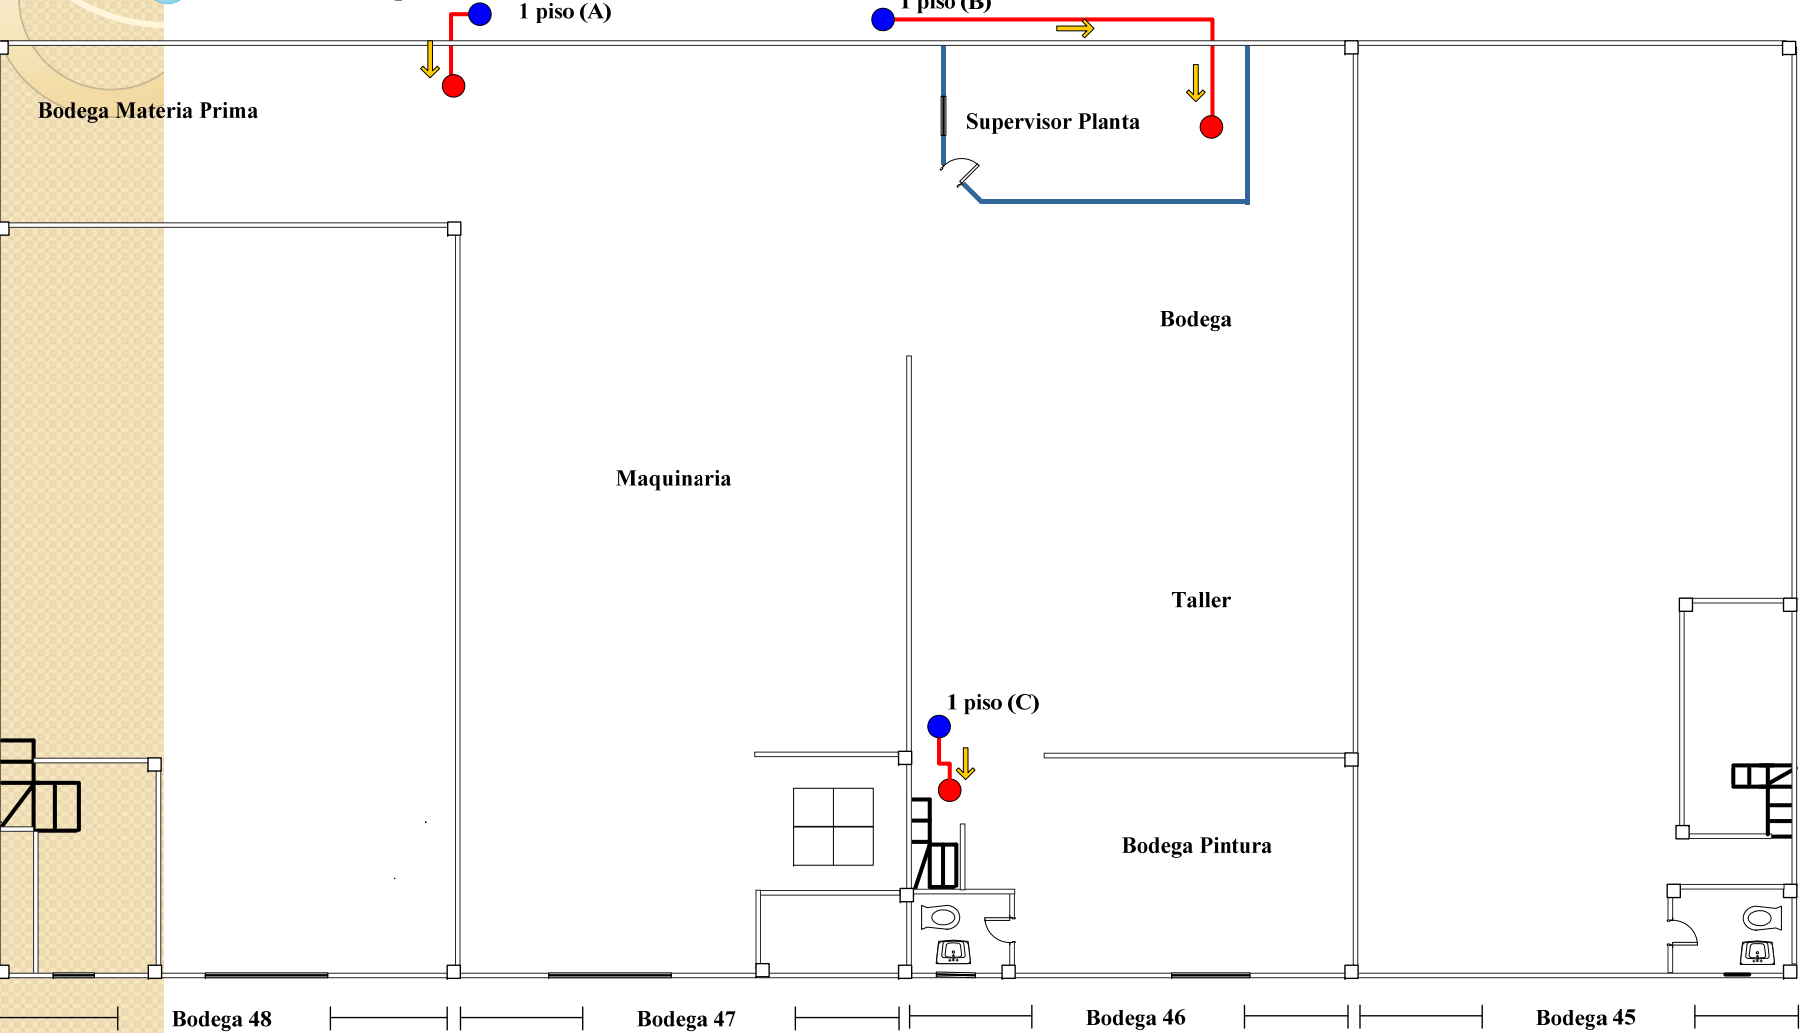 1 piso (A)
1 piso (B)
Bodega Materia Prima
Supervisor Planta
Bodega
Maquinaria
Taller
1 piso (C)
Bodega Pintura
Bodega 48
Bodega 47
Bodega 46
Bodega 45